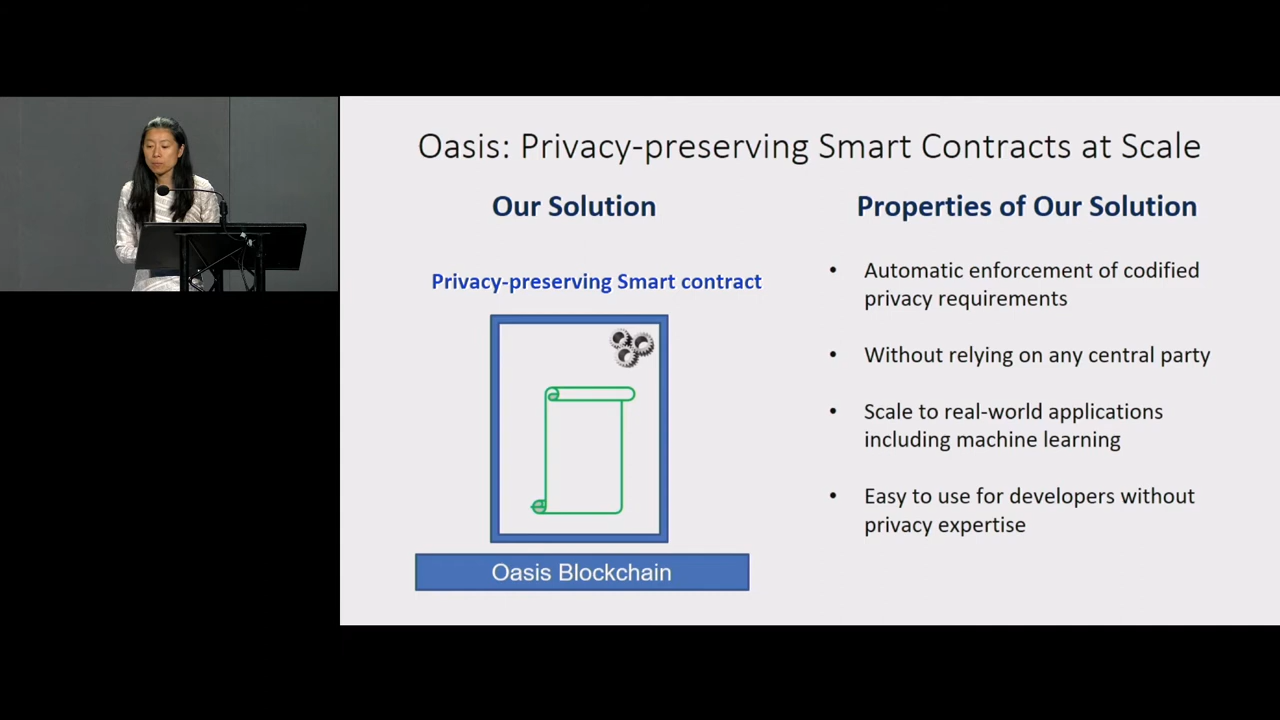 Oasis: Privacy-preserving Smart Contracts at Scale
Our Solution
Privacy-preserving Smart contract
Oasis Blockchain
Properties of Our Solution
• Automatic enforcement of codified
privacy requirements
• Without relying on any central party
• Scale to real-world applications
including machine learning
• Easy to use for developers without
privacy expertise